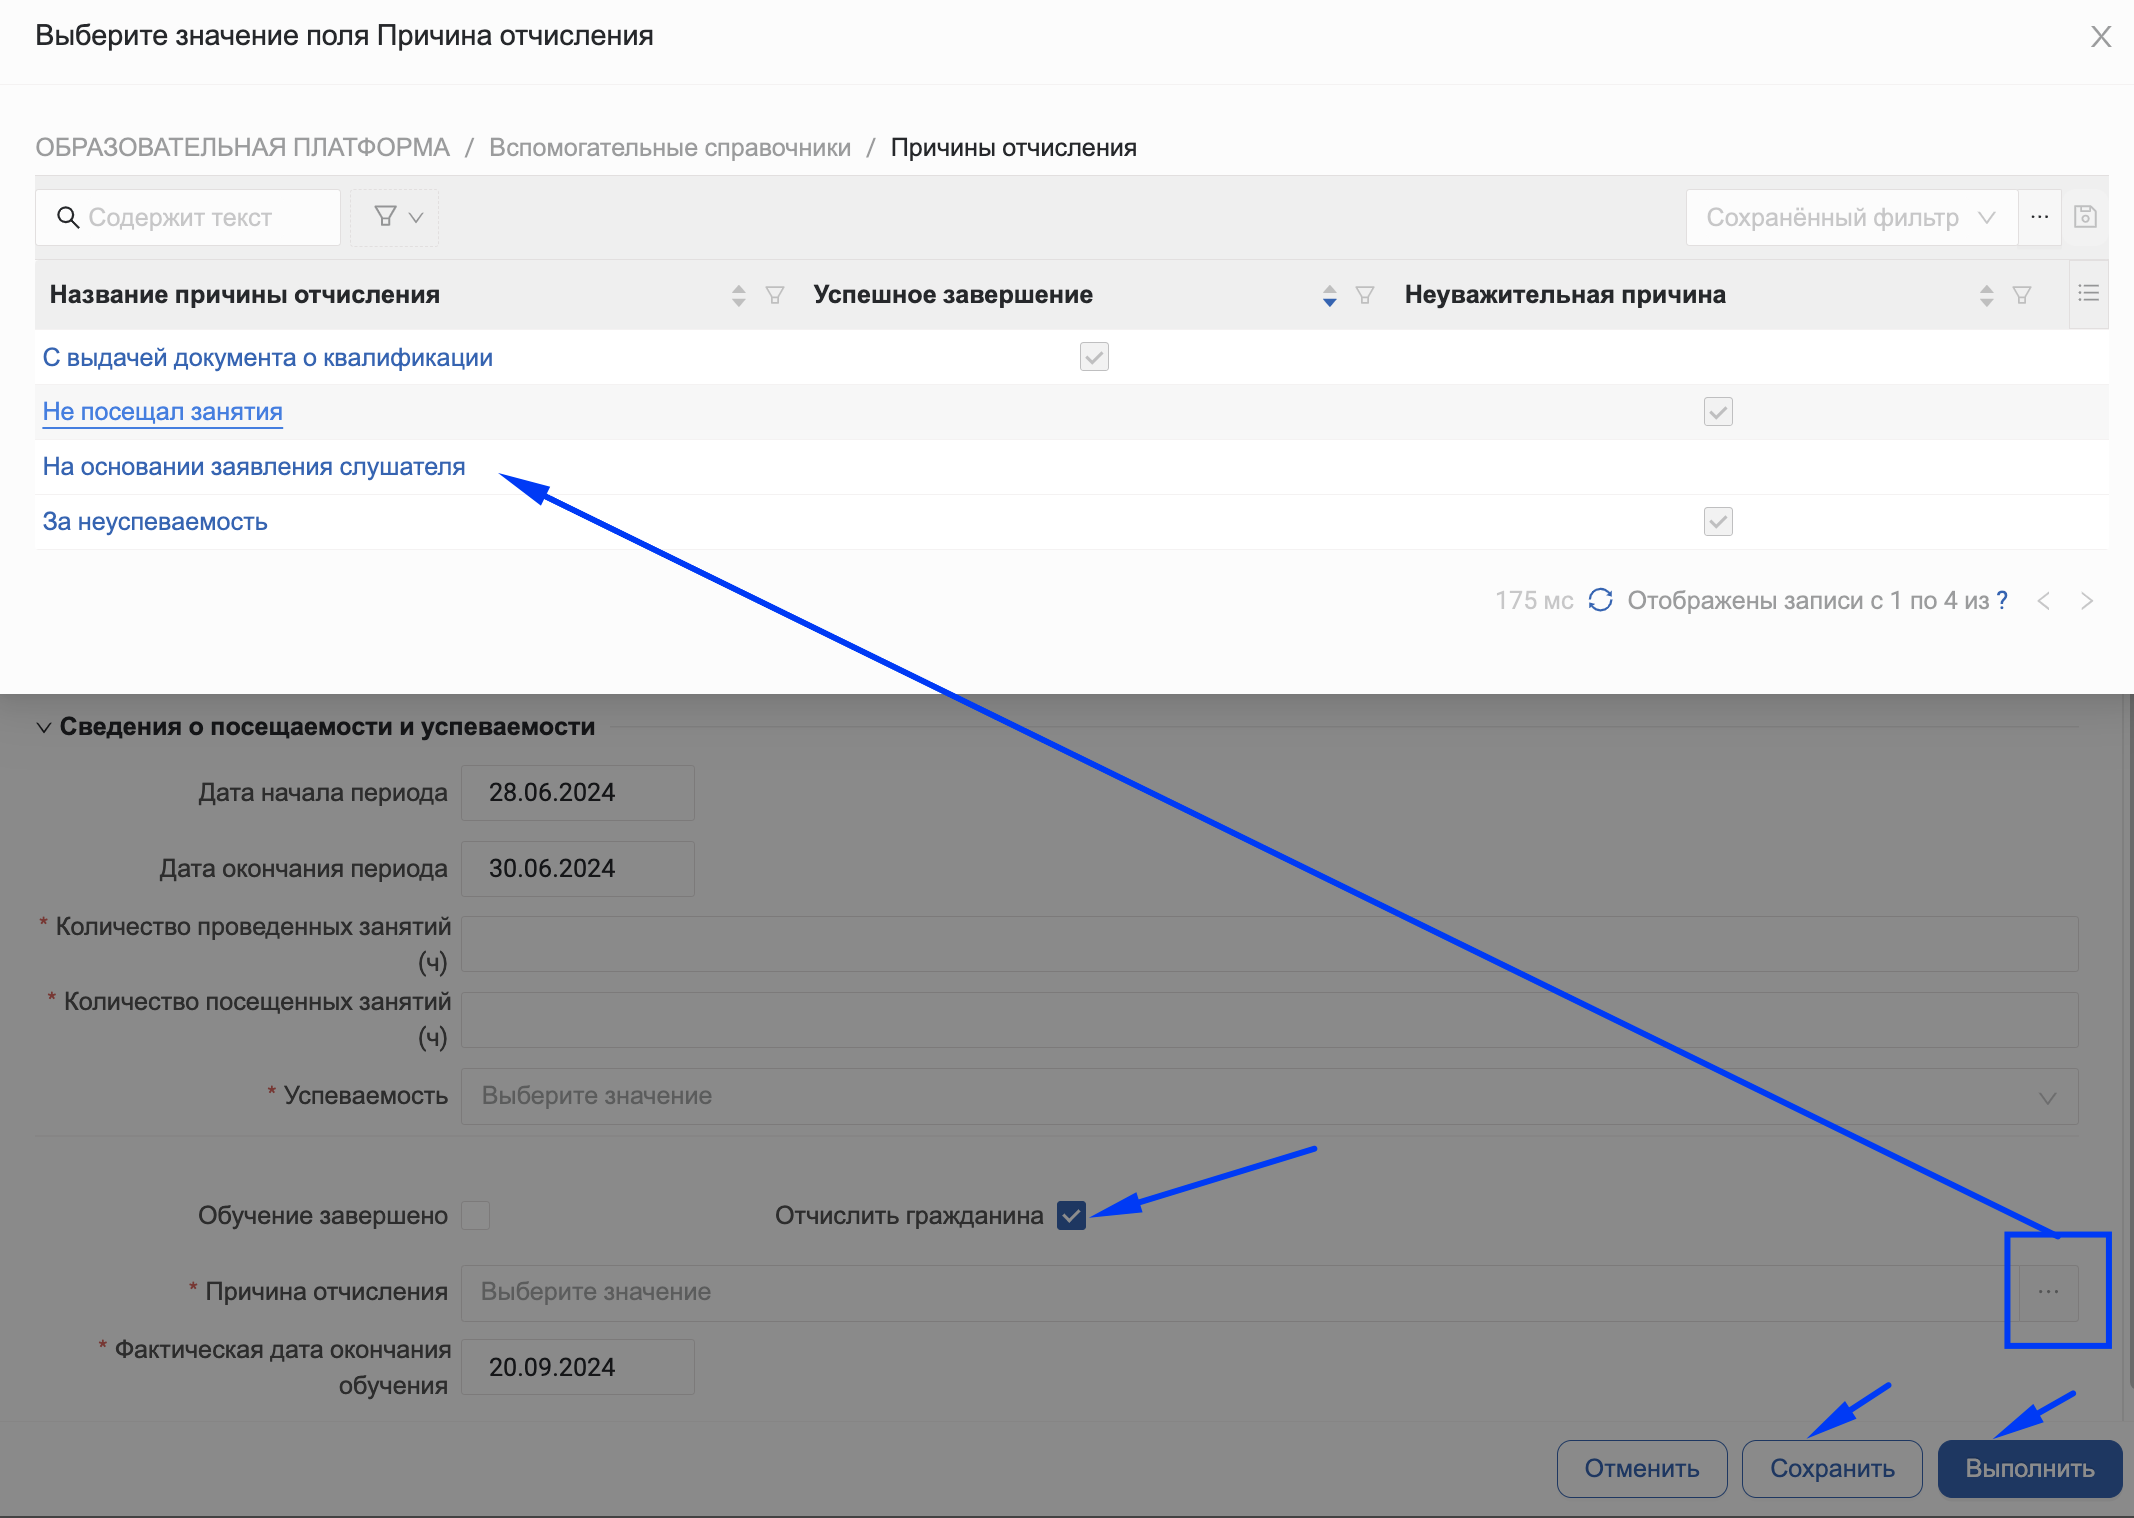 Выберите значение поля Причина отчисления
X
ОБРАЗОВАТЕЛЬНАЯ ПЛАТФОРМА / Вспомогательные справочники / Причины отчисления
Содержит текст
Сохранённый фильтр
...
Название причины отчисления Успешное завершение Неуважительная причина
С выдачей документа о квалификации
Не посещал занятия
На основании заявления слушателя
За неуспеваемость
175 мс Отображены записи с 1 по 4 из ? < >
Сведения о посещаемости и успеваемости
Дата начала периода 28.06.2024
Дата окончания периода 30.06.2024
* Количество проведенных занятий
(ч)
* Количество посещенных занятий
(ч)
* Успеваемость Выберите значение
Обучение завершено Отчислить гражданина
* Причина отчисления Выберите значение ...
* Фактическая дата окончания
обучения 20.09.2024
Отменить Сохранить Выполнить